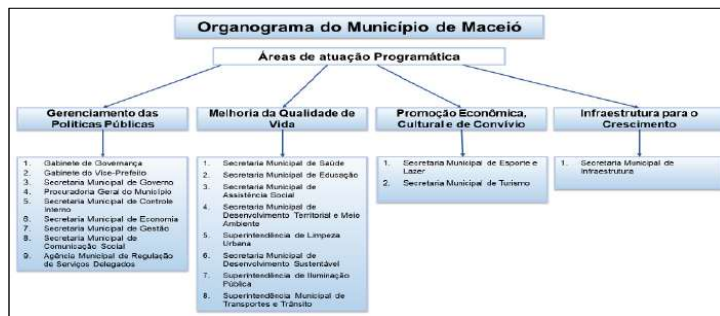 Organograma do Município de Maceió
Áreas de atuação Programática
Gerenciamento das
Políticas Públicas
1. Gabinete de Governança
2. Gabinete do Vice-Prefeito
3. Secretaria Municipal de Governo
4. Procuradoria Geral do Município
5. Secretaria Municipal de Controle
Interno
6. Secretaria Municipal de Economia
7. Secretaria Municipal de Gestão
8. Secretaria Municipal de
Comunicação Social
9. Agência Municipal de Regulação
de Serviços Delegados
Melhoria da Qualidade de
Vida
1. Secretaria Municipal de Saúde
2. Secretaria Municipal de Educação
3. Secretaria Municipal de
Assistência Social
4. Secretaria Municipal de
Desenvolvimento Territorial e Meio
Ambiente
5. Superintendência de Limpeza
Urbana
6. Secretaria Municipal de
Desenvolvimento Sustentável
7. Superintendência de Iluminação
Pública
8. Superintendência Municipal de
Transportes e Trânsito
Promoção Econômica,
Cultural e de Convívio
1. Secretaria Municipal de Esporte e
Lazer
2. Secretaria Municipal de Turismo
Infraestrutura para o
Crescimento
1. Secretaria Municipal de
Infraestrutura